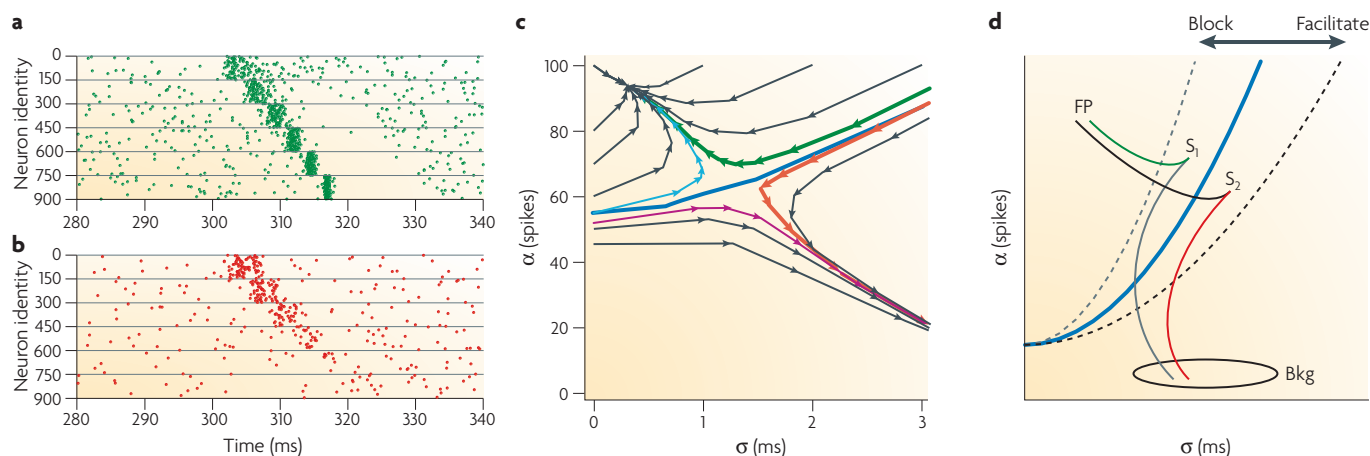 a
Neuron identity
0
150
300
450
600
750
900
280 290 300 310 320 330 340
b
Neuron identity
0
150
300
450
600
750
900
280 290 300 310 320 330 340
Time (ms)
c
α (spikes)
100
80
60
40
20
0
0 1 2 3
σ (ms)
d
Block Facilitate
FP
S1
S2
Bkg
α (spikes)
σ (ms)